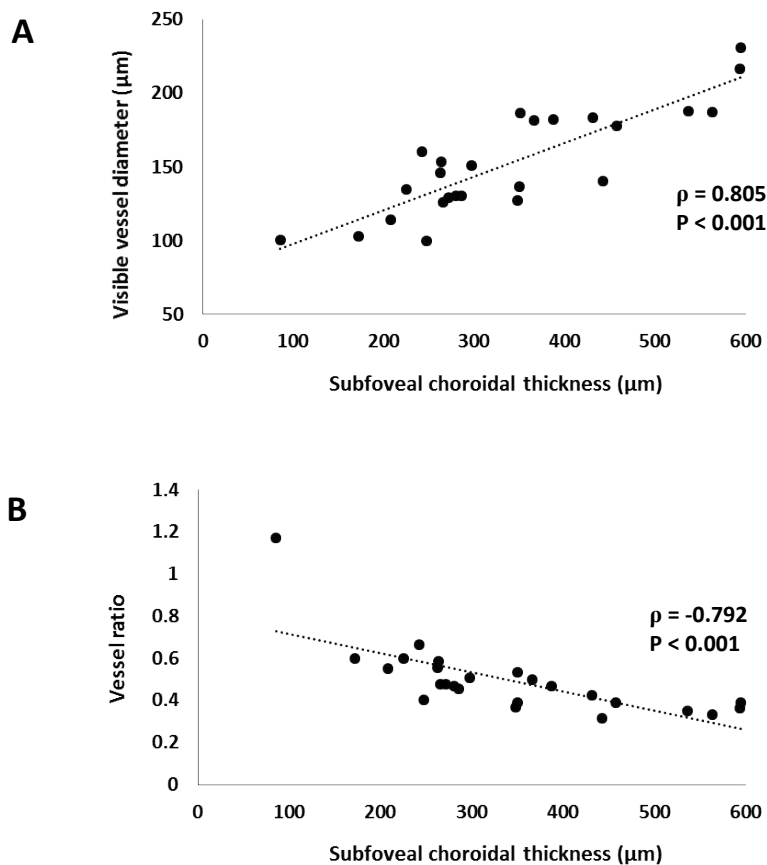 A
250
200
150
100
50
Visible vessel diameter (μm)
ρ = 0.805
P < 0.001
0 100 200 300 400 500 600
Subfoveal choroidal thickness (μm)
B
1.4
1.2
1
0.8
0.6
0.4
0.2
0
Vessel ratio
ρ = -0.792
P < 0.001
0 100 200 300 400 500 600
Subfoveal choroidal thickness (μm)